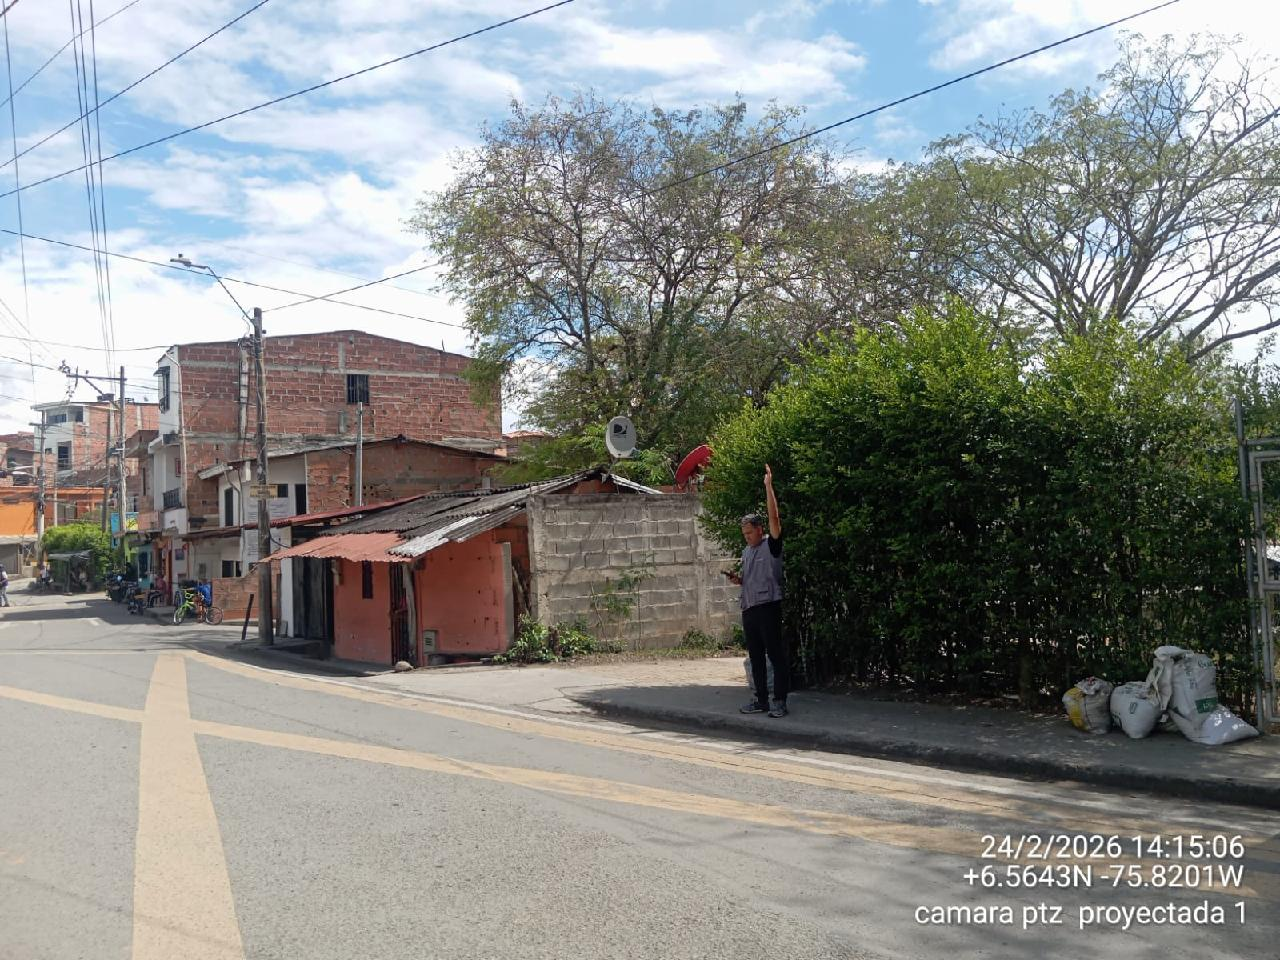 24/2/2026 14:15:06
+6.5643N -75.8201W
camara ptz proyectada 1